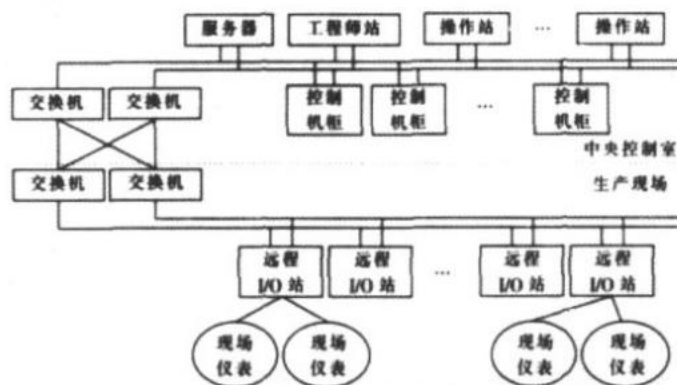 服务器 工程师站 操作站 … 操作站
交换机 交换机 控制 控制 … 控制
机柜 机柜 机柜
中央控制室
交换机 交换机 生产现场
远程 远程 … 远程 远程
I/O 站 I/O 站 I/O 站 I/O 站
现场 现场 现场 现场
仪表 仪表 仪表 仪表